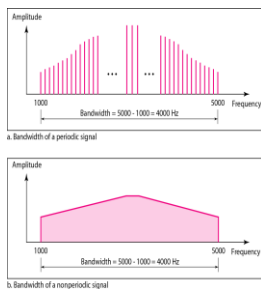 Amplitude
... ...
1000 5000 Frequency
Bandwidth = 5000 - 1000 = 4000 Hz
a. Bandwidth of a periodic signal
Amplitude
1000 5000 Frequency
Bandwidth = 5000 - 1000 = 4000 Hz
b. Bandwidth of a nonperiodic signal